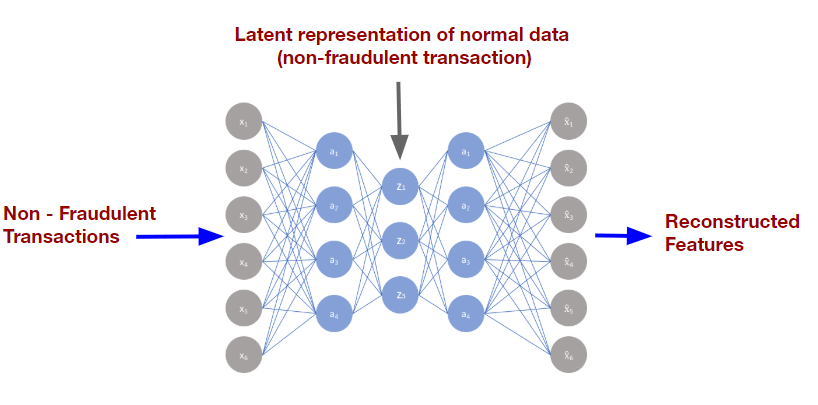 Latent representation of normal data
(non-fraudulent transaction)
x₁
x₂
x₃
x₄
x₅
x₆
a₁
a₂
a₃
a₄
z₁
z₂
z₃
a₁
a₂
a₃
a₄
x̂₁
x̂₂
x̂₃
x̂₄
x̂₅
x̂₆
Non - Fraudulent
Transactions
Reconstructed
Features